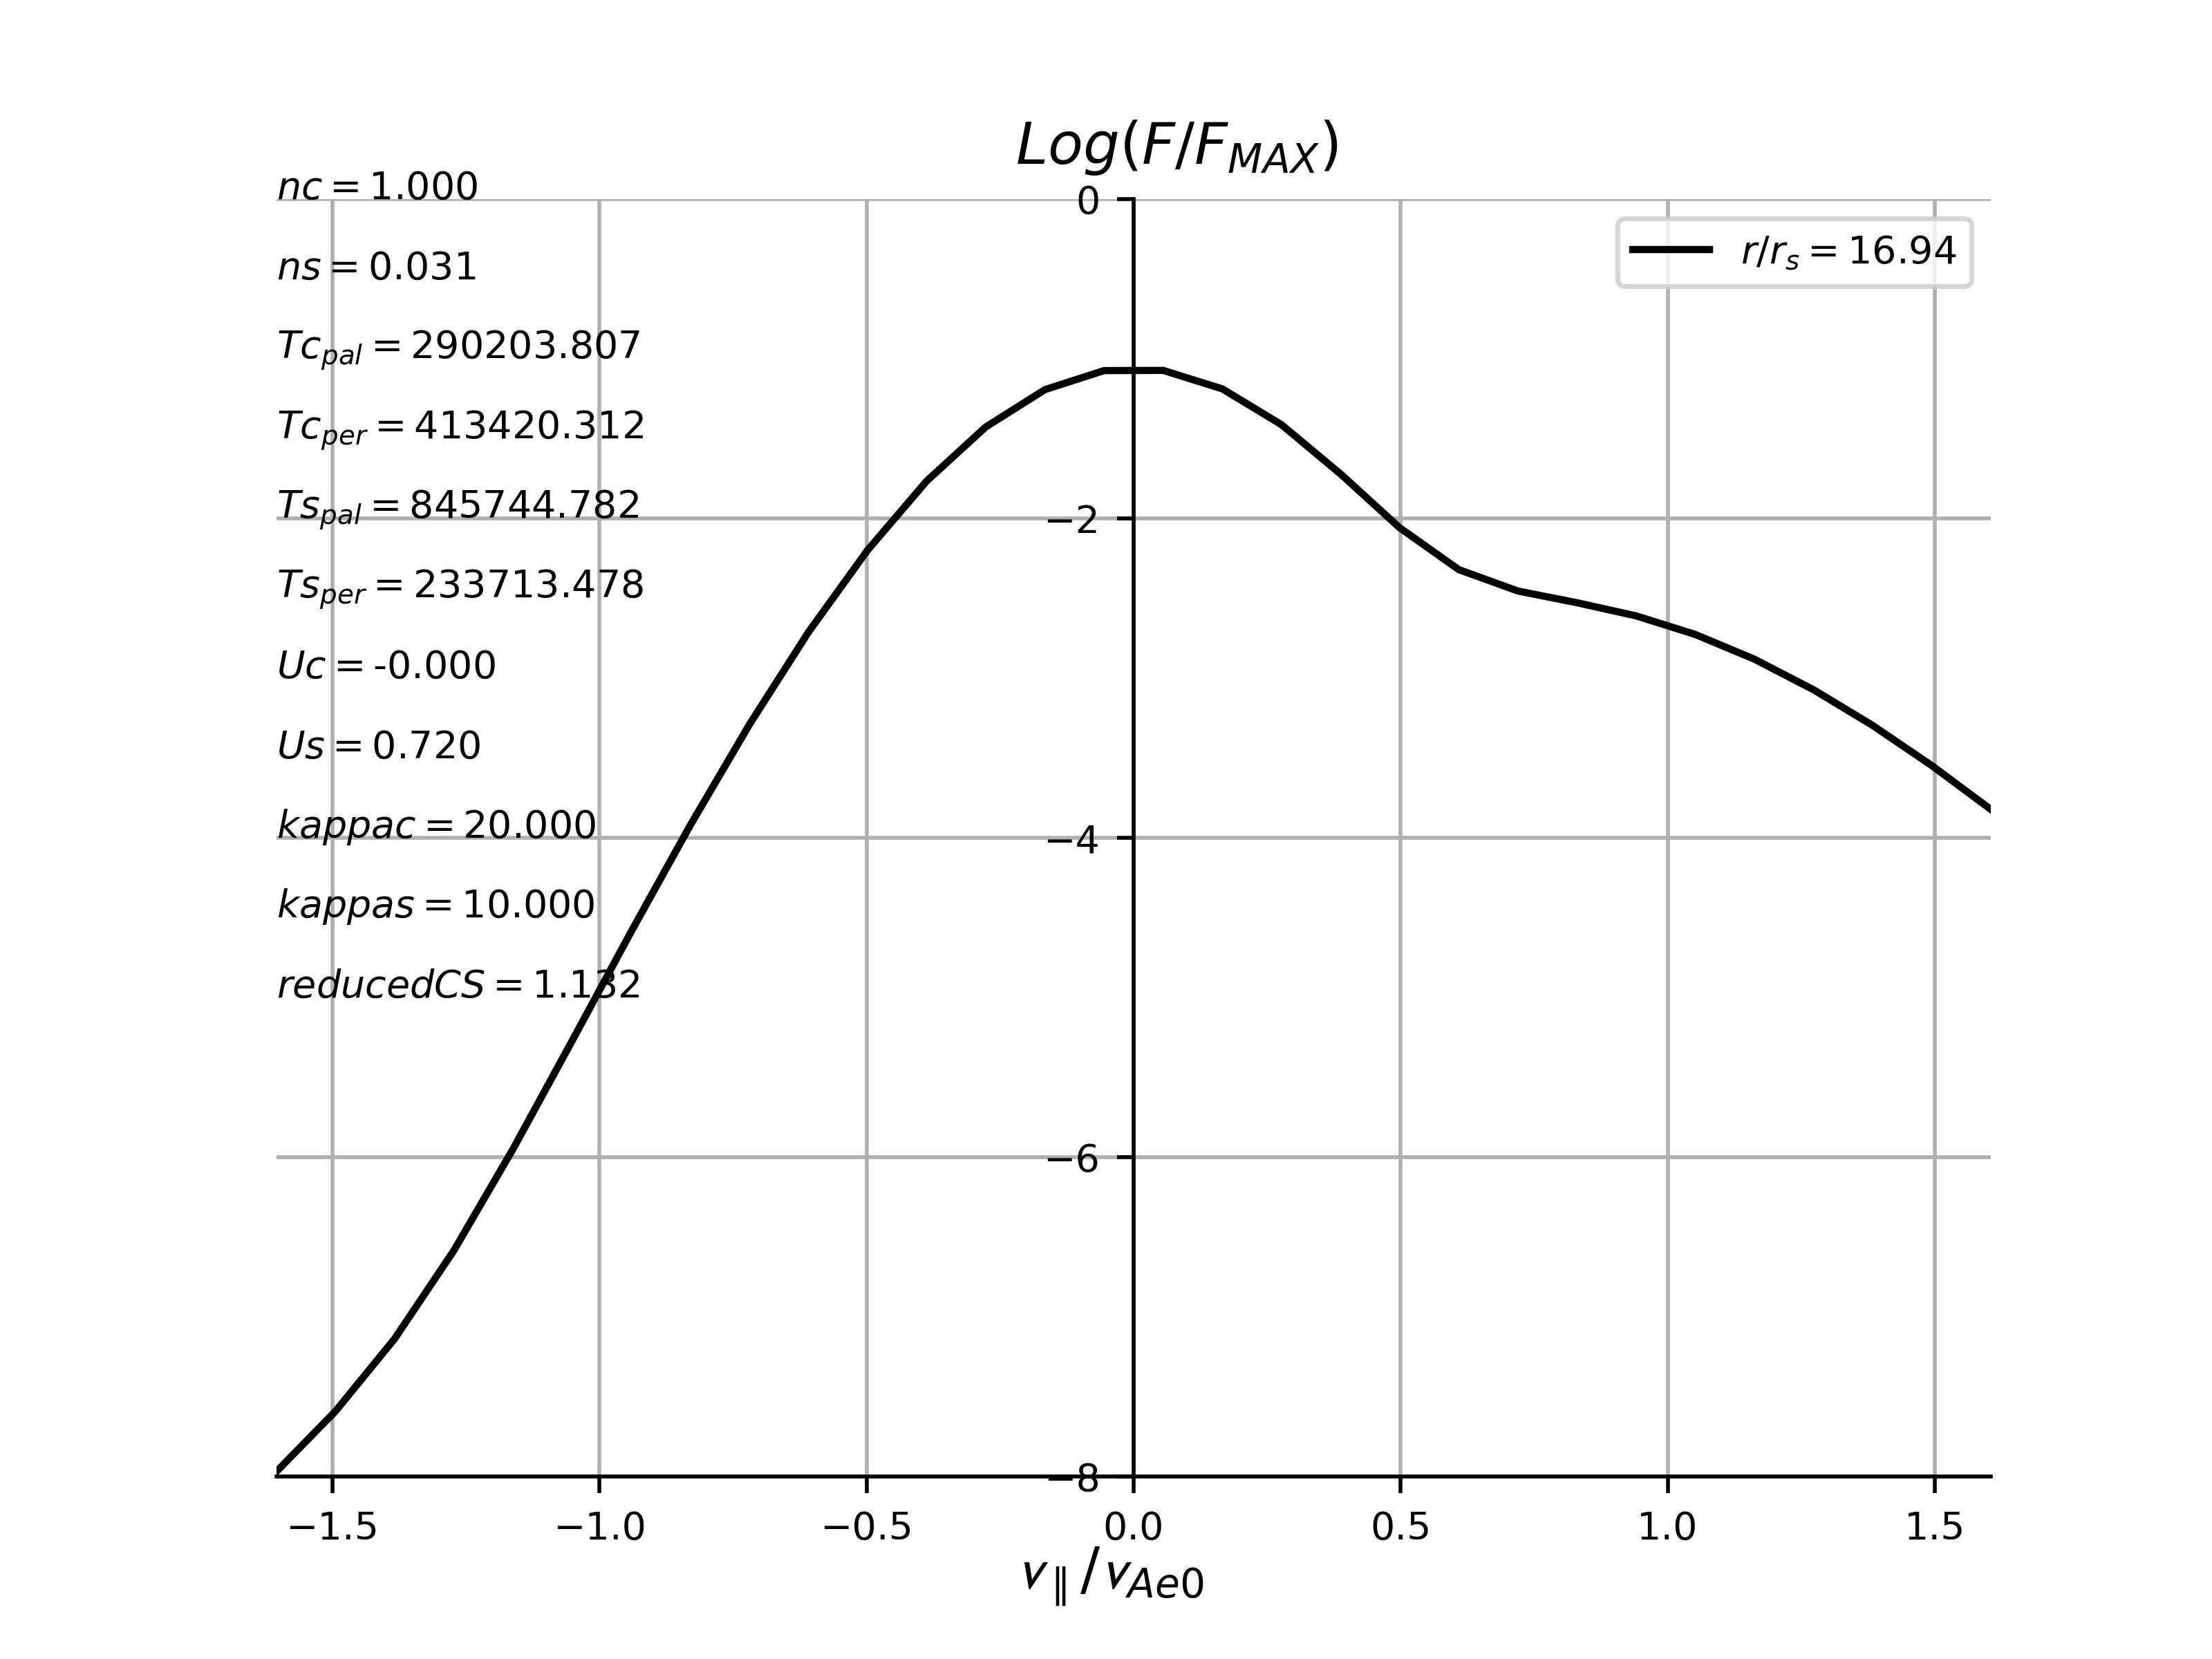 Log(F/F_MAX)
nc = 1.000
0
ns = 0.031
r/r_s = 16.94
Tc_pal = 290203.807
Tc_per = 413420.312
Ts_pal = 845744.782
−2
Ts_per = 233713.478
Uc = -0.000
Us = 0.720
kappac = 20.000
−4
kappas = 10.000
reducedCS = 1.132
−6
−8
−1.5 −1.0 −0.5 0.0 0.5 1.0 1.5
v_∥/v_Ae0